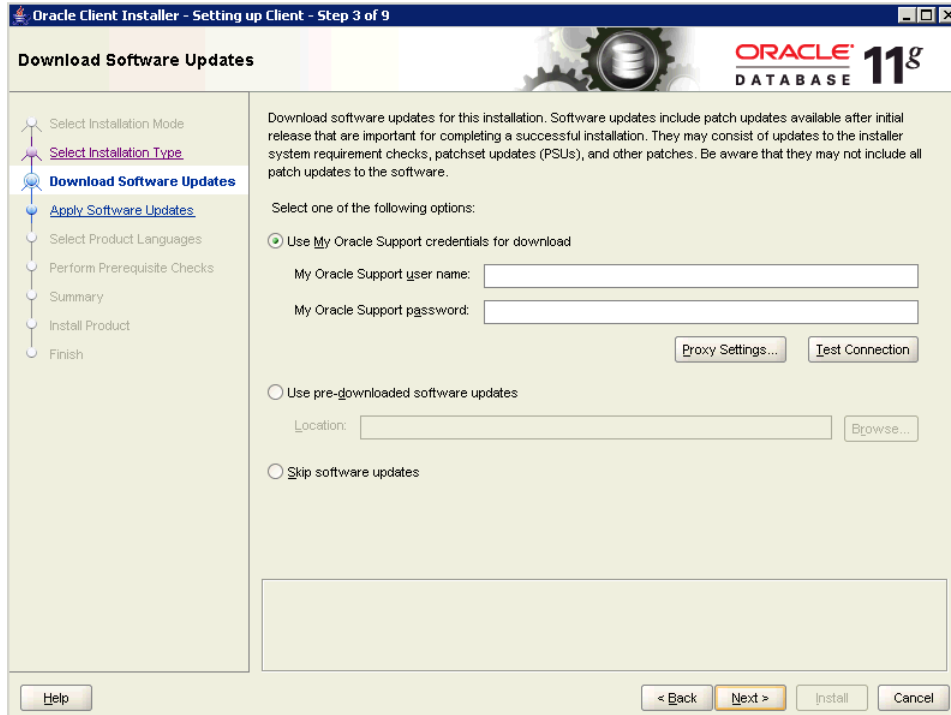 Oracle Client Installer - Setting up Client - Step 3 of 9
Download Software Updates
ORACLE
DATABASE
11g
Select Installation Mode
Select Installation Type
Download Software Updates
Apply Software Updates
Select Product Languages
Perform Prerequisite Checks
Summary
Install Product
Finish
Download software updates for this installation. Software updates include patch updates available after initial
release that are important for completing a successful installation. They may consist of updates to the installer
system requirement checks, patchset updates (PSUs), and other patches. Be aware that they may not include all
patch updates to the software.
Select one of the following options:
Use My Oracle Support credentials for download
My Oracle Support user name:
My Oracle Support password:
Proxy Settings...
Test Connection
Use pre-downloaded software updates
Location:
Browse...
Skip software updates
Help
< Back
Next >
Install
Cancel